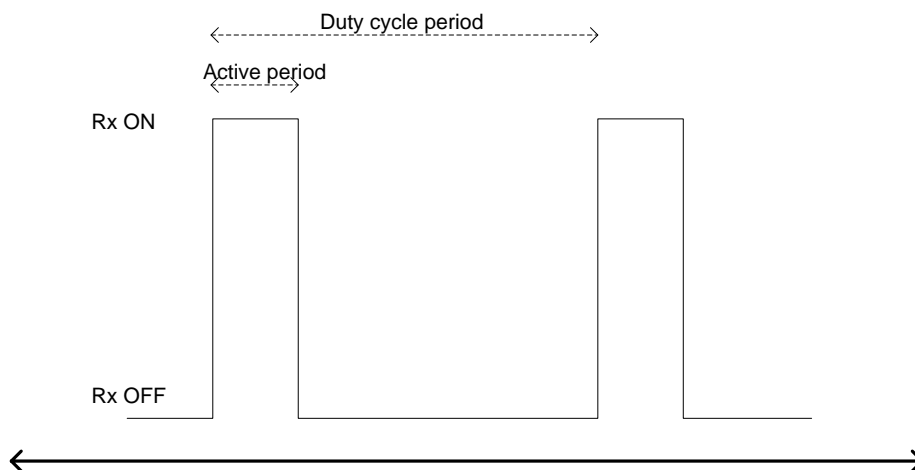 Duty cycle period
Active period
Rx ON
Rx OFF